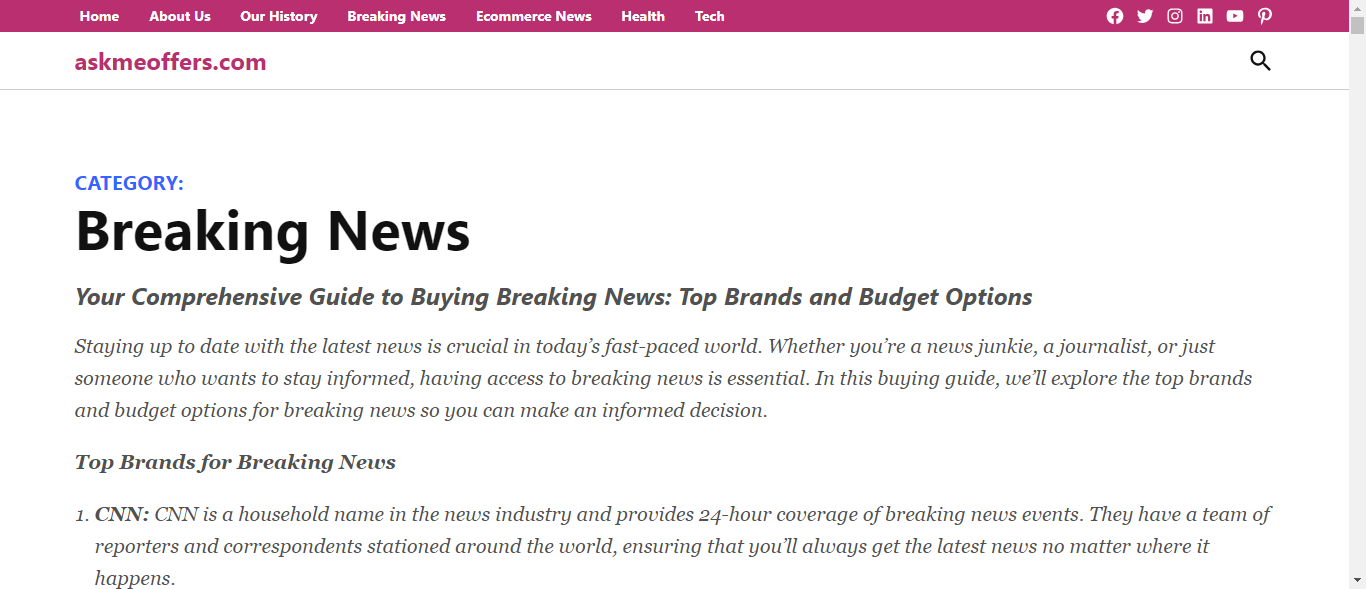 Home About Us Our History Breaking News Ecommerce News Health Tech
askmeoffers.com
CATEGORY:
Breaking News
Your Comprehensive Guide to Buying Breaking News: Top Brands and Budget Options
Staying up to date with the latest news is crucial in today’s fast-paced world. Whether you’re a news junkie, a journalist, or just
someone who wants to stay informed, having access to breaking news is essential. In this buying guide, we’ll explore the top brands
and budget options for breaking news so you can make an informed decision.
Top Brands for Breaking News
1. CNN: CNN is a household name in the news industry and provides 24-hour coverage of breaking news events. They have a team of
reporters and correspondents stationed around the world, ensuring that you’ll always get the latest news no matter where it
happens.